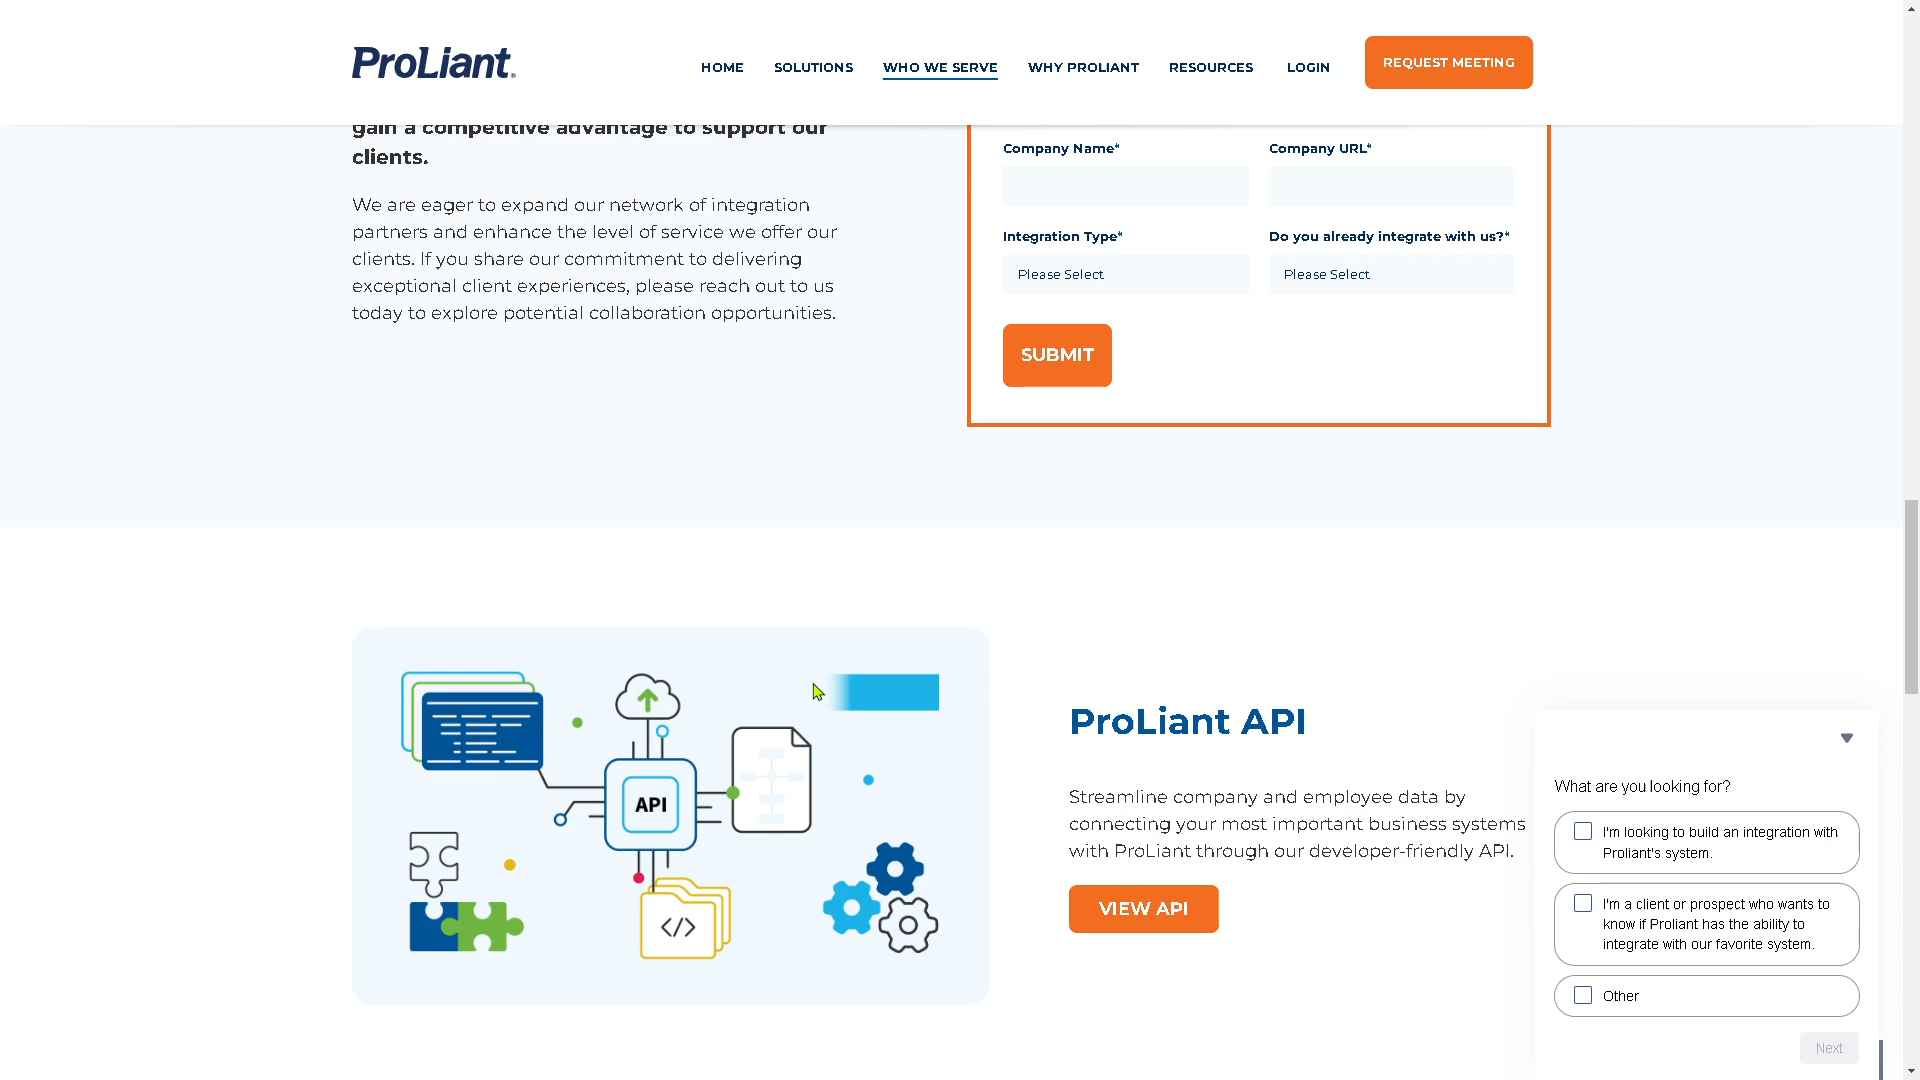 ProLiant®
HOME
SOLUTIONS
WHO WE SERVE
WHY PROLIANT
RESOURCES
LOGIN
REQUEST MEETING
gain a competitive advantage to support our
clients.
We are eager to expand our network of integration
partners and enhance the level of service we offer our
clients. If you share our commitment to delivering
exceptional client experiences, please reach out to us
today to explore potential collaboration opportunities.
Company Name*
Company URL*
Integration Type*
Do you already integrate with us?*
Please Select
Please Select
SUBMIT
API
</>
ProLiant API
Streamline company and employee data by
connecting your most important business systems
with ProLiant through our developer-friendly API.
VIEW API
What are you looking for?
I'm looking to build an integration with
Proliant's system.
I'm a client or prospect who wants to
know if Proliant has the ability to
integrate with our favorite system.
Other
Next